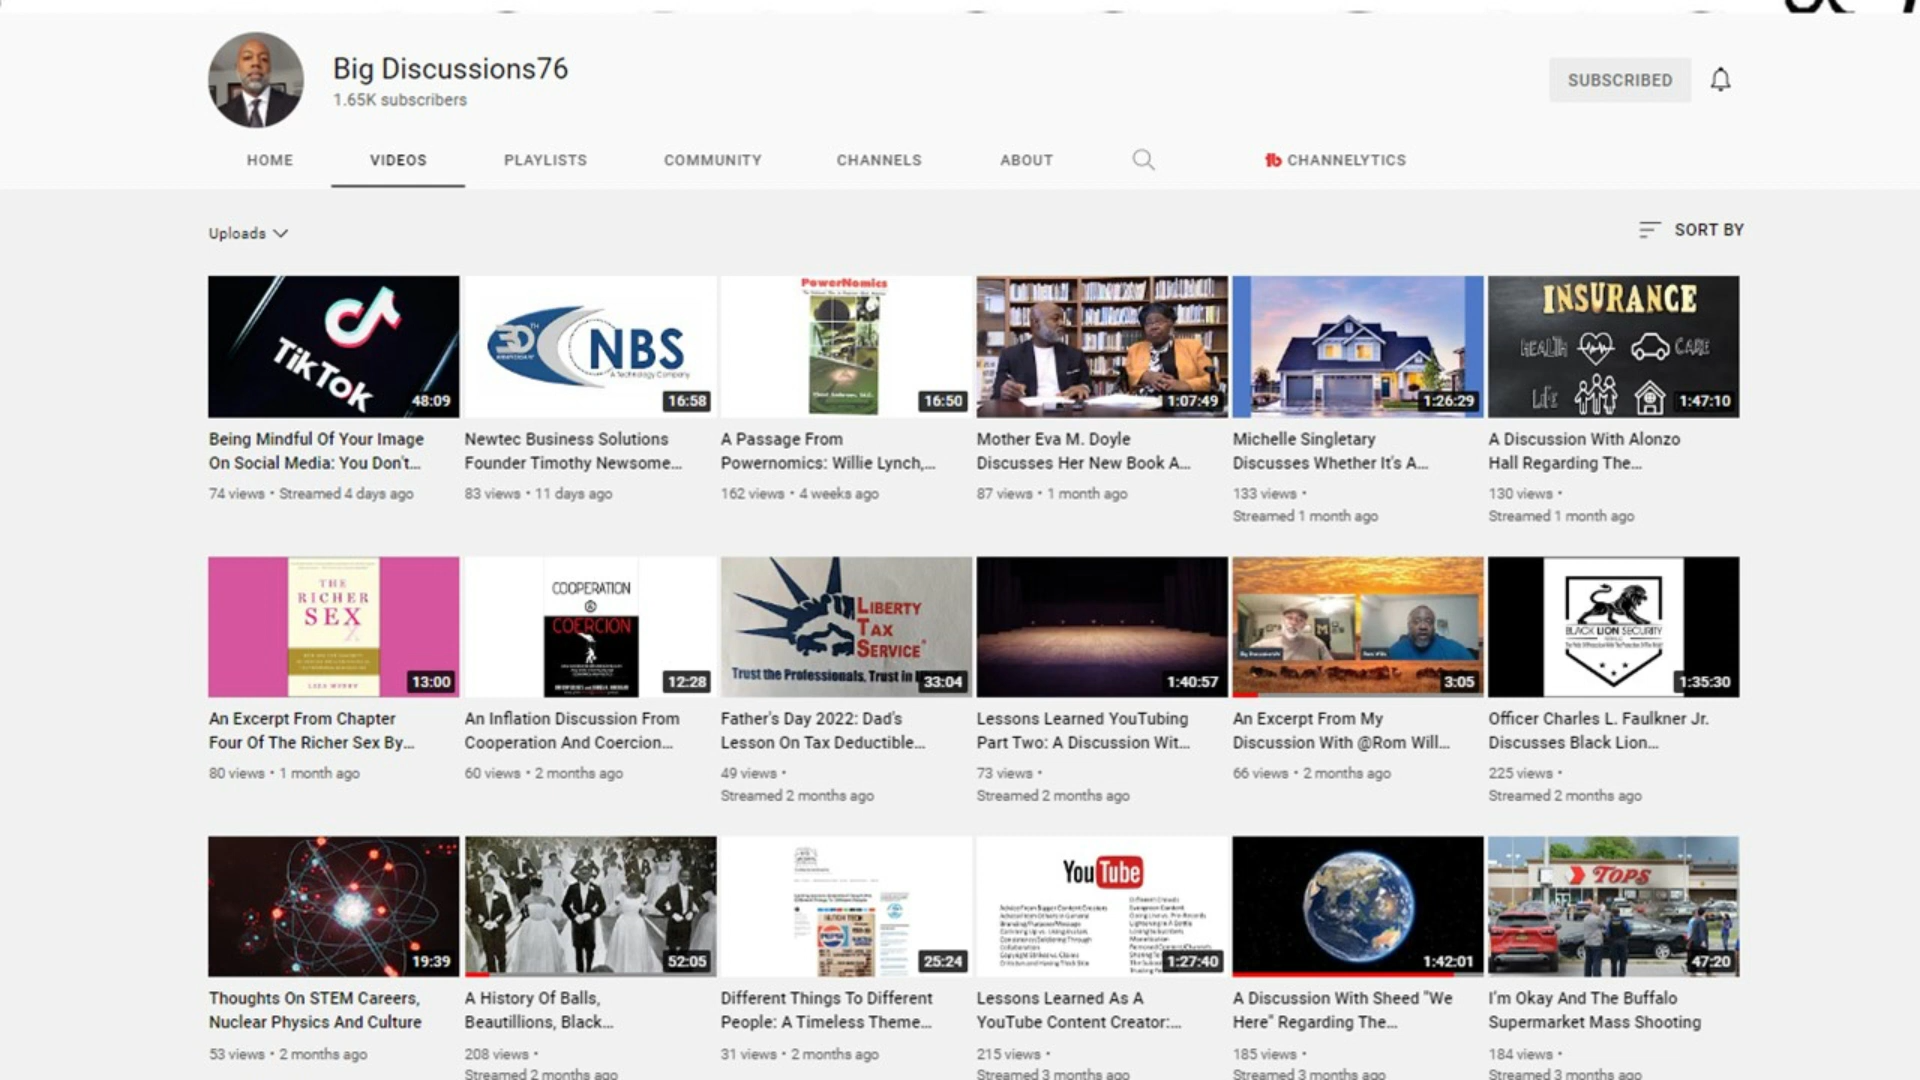 Big Discussions76
1.65K subscribers
SUBSCRIBED
HOME
VIDEOS
PLAYLISTS
COMMUNITY
CHANNELS
ABOUT
CHANNELYTICS
Uploads
SORT BY
TikTok
48:09
30TH
NBS
A Technology Company
16:58
PowerNomics
16:50
1:07:49
1:26:29
INSURANCE
HEALTH
CARE
LIFE
1:47:10
Being Mindful Of Your Image
On Social Media: You Don't...
74 views • Streamed 4 days ago
Newtec Business Solutions
Founder Timothy Newsome...
83 views • 11 days ago
A Passage From
Powernomics: Willie Lynch,...
162 views • 4 weeks ago
Mother Eva M. Doyle
Discusses Her New Book A...
87 views • 1 month ago
Michelle Singletary
Discusses Whether It's A...
133 views •
Streamed 1 month ago
A Discussion With Alonzo
Hall Regarding The...
130 views •
Streamed 1 month ago
THE
RICHER
SEX
13:00
COOPERATION
&
COERCION
12:28
LIBERTY
TAX
SERVICE
Trust the Professionals, Trust in
33:04
1:40:57
3:05
BLACK LION SECURITY
1:35:30
An Excerpt From Chapter
Four Of The Richer Sex By...
80 views • 1 month ago
An Inflation Discussion From
Cooperation And Coercion...
60 views • 2 months ago
Father's Day 2022: Dad's
Lesson On Tax Deductible...
49 views •
Streamed 2 months ago
Lessons Learned YouTubing
Part Two: A Discussion Wit...
73 views •
Streamed 2 months ago
An Excerpt From My
Discussion With @Rom Will...
66 views • 2 months ago
Officer Charles L. Faulkner Jr.
Discusses Black Lion...
225 views •
Streamed 2 months ago
19:39
52:05
PEPSI
25:24
YouTube
1:27:40
1:42:01
TOPS
47:20
Thoughts On STEM Careers,
Nuclear Physics And Culture
53 views • 2 months ago
A History Of Balls,
Beautillions, Black...
208 views •
Streamed 2 months ago
Different Things To Different
People: A Timeless Theme...
31 views • 2 months ago
Lessons Learned As A
YouTube Content Creator:...
215 views •
Streamed 3 months ago
A Discussion With Sheed "We
Here" Regarding The...
185 views •
Streamed 3 months ago
I'm Okay And The Buffalo
Supermarket Mass Shooting
184 views •
Streamed 3 months ago